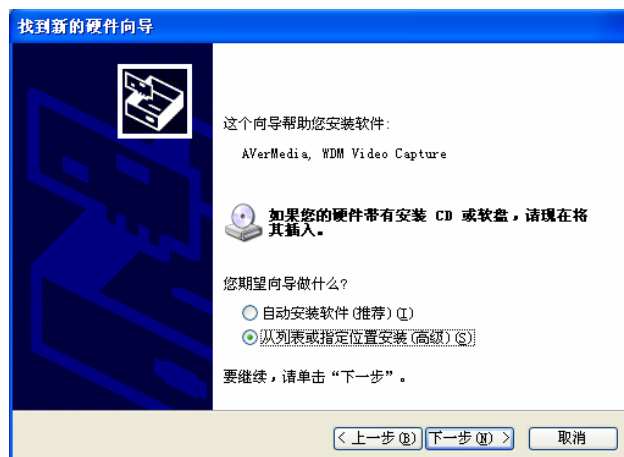 找到新的硬件向导
这个向导帮助您安装软件:
AVerMedia, WDM Video Capture
如果您的硬件带有安装 CD 或软盘，请现在将
其插入。
您期望向导做什么?
自动安装软件(推荐)(I)
从列表或指定位置安装(高级)(S)
要继续，请单击“下一步”。
< 上一步(B) 下一步(N) > 取消